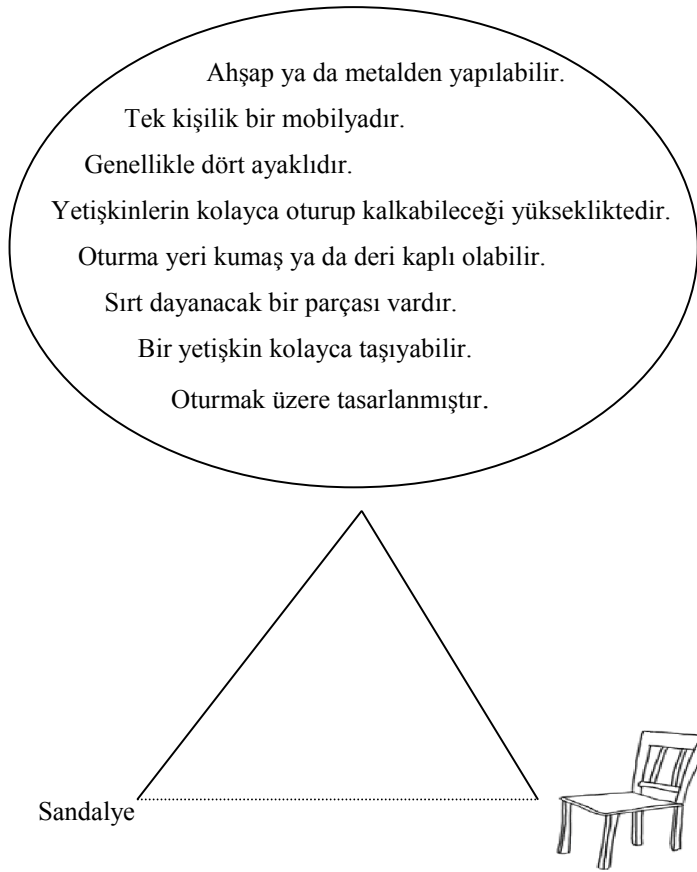 Ahşap ya da metalden yapılabilir.
Tek kişilik bir mobilyadır.
Genellikle dört ayaklıdır.
Yetişkinlerin kolayca oturup kalkabileceği yüksekliktedir.
Oturma yeri kumaş ya da deri kaplı olabilir.
Sırt dayanacak bir parçası vardır.
Bir yetişkin kolayca taşıyabilir.
Oturmak üzere tasarlanmıştır.
Sandalye